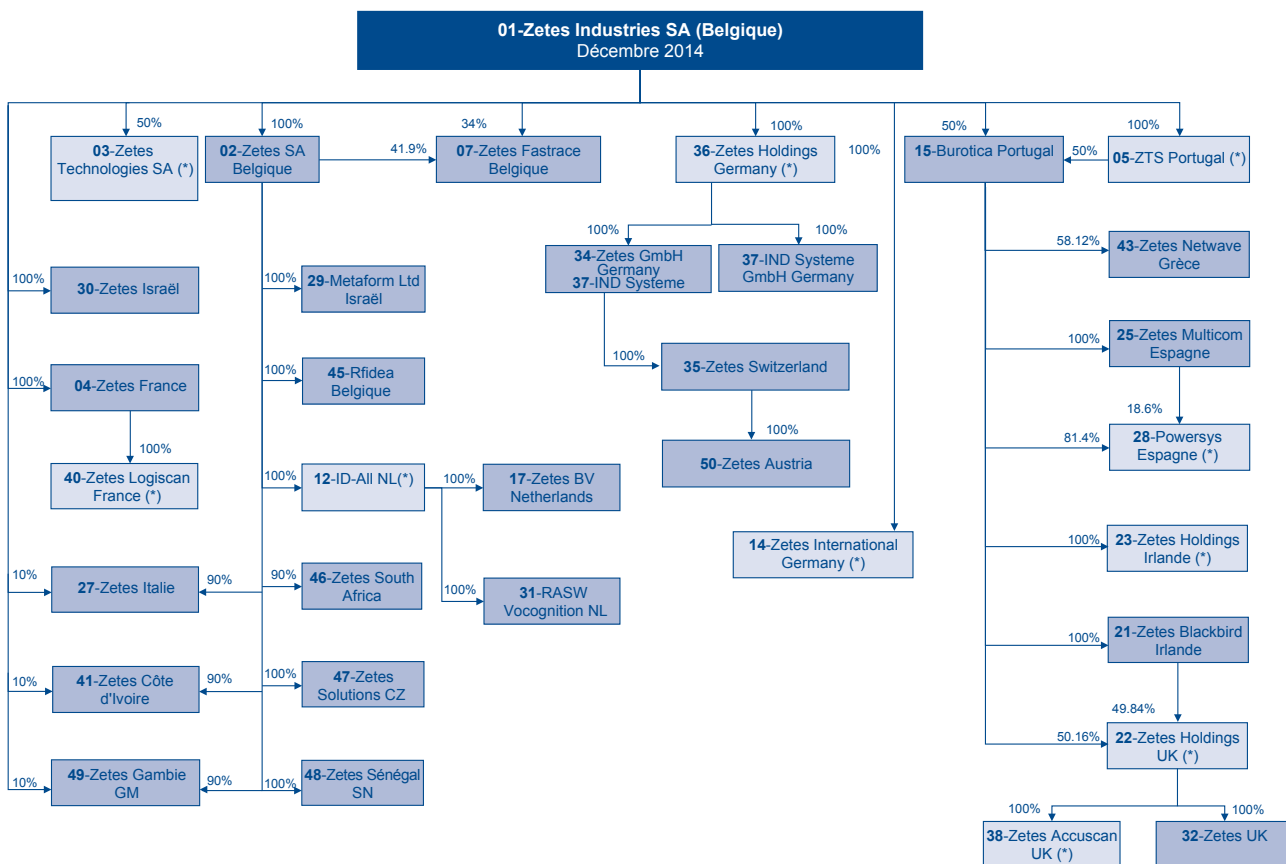 01-Zetes Industries SA (Belgique)
Décembre 2014
50%
100%
34%
100%
100%
50%
100%
03-Zetes
Technologies SA (*)
02-Zetes SA
Belgique
41.9%
07-Zetes Fastrace
Belgique
36-Zetes Holdings
Germany (*)
15-Burotica Portugal
50%
05-ZTS Portugal (*)
100%
100%
34-Zetes GmbH
Germany
37-IND Systeme
37-IND Systeme
GmbH Germany
58.12%
43-Zetes Netwave
Grèce
100%
30-Zetes Israël
100%
29-Metaform Ltd
Israël
100%
35-Zetes Switzerland
100%
25-Zetes Multicom
Espagne
100%
04-Zetes France
100%
45-Rfidea
Belgique
100%
50-Zetes Austria
18.6%
81.4%
28-Powersys
Espagne (*)
100%
40-Zetes Logiscan
France (*)
100%
12-ID-All NL(*)
100%
17-Zetes BV
Netherlands
14-Zetes International
Germany (*)
100%
23-Zetes Holdings
Irlande (*)
10%
27-Zetes Italie
90%
90%
46-Zetes South
Africa
100%
31-RASW
Vocognition NL
100%
21-Zetes Blackbird
Irlande
10%
41-Zetes Côte
d'Ivoire
90%
100%
47-Zetes
Solutions CZ
49.84%
50.16%
22-Zetes Holdings
UK (*)
10%
49-Zetes Gambie
GM
90%
100%
48-Zetes Sénégal
SN
100%
100%
38-Zetes Accuscan
UK (*)
32-Zetes UK